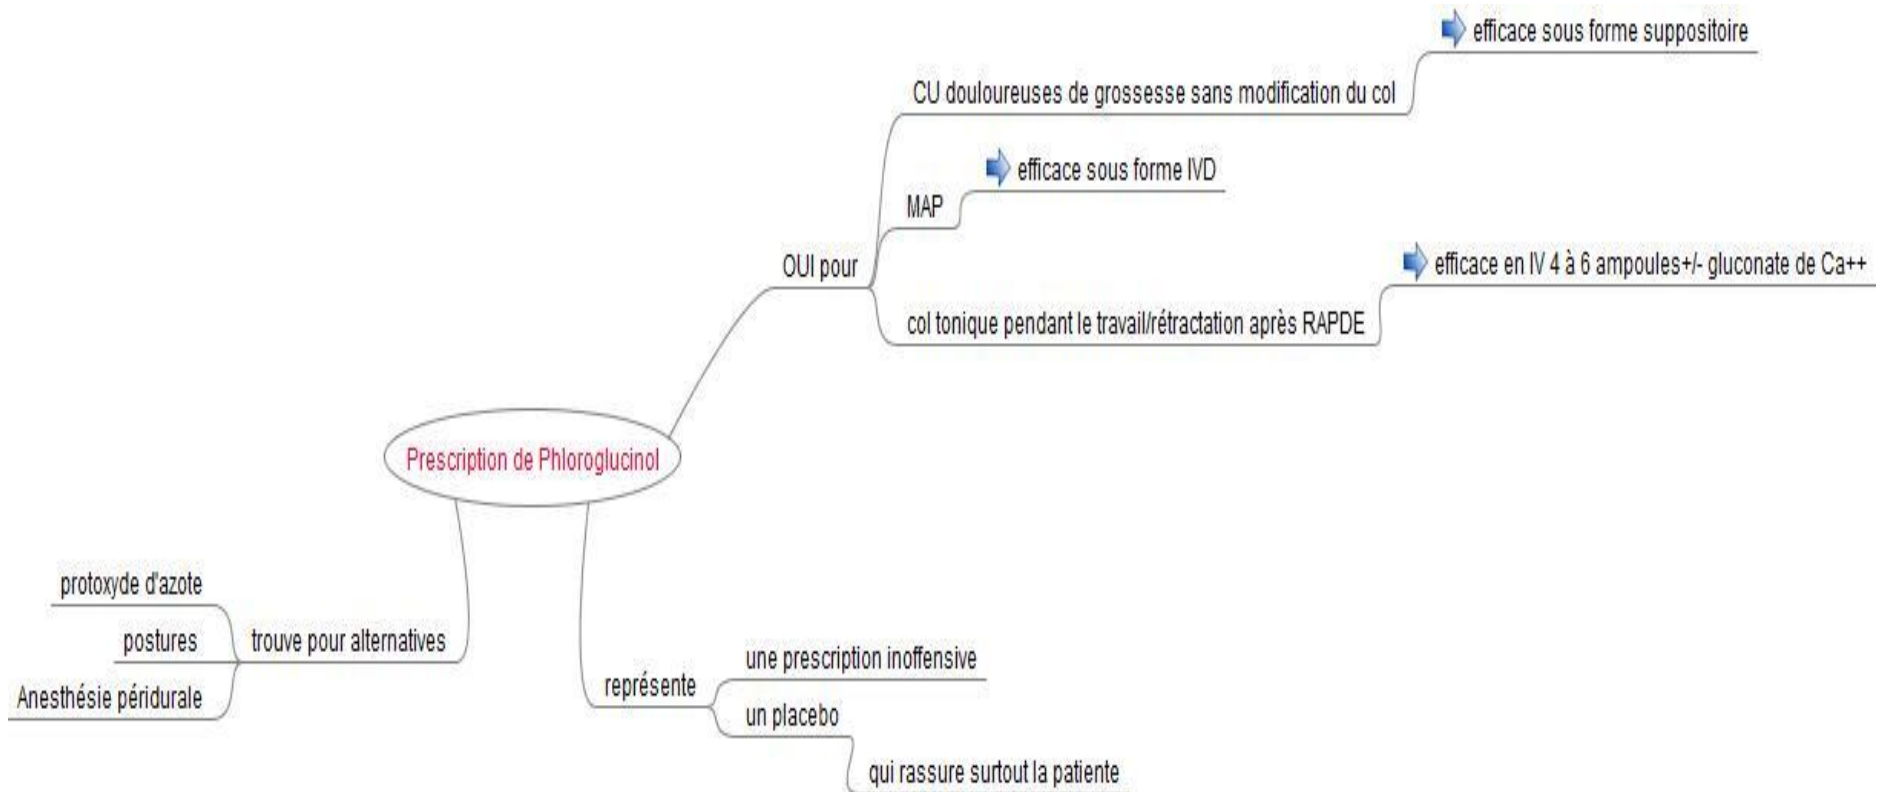 efficace sous forme suppositoire
CU douloureuses de grossesse sans modification du col
efficace sous forme IVD
MAP
OUI pour
efficace en IV 4 à 6 ampoules+/- gluconate de Ca++
col tonique pendant le travail/rétractation après RAPDE
Prescription de Phloroglucinol
protoxyde d'azote
postures
trouve pour alternatives
Anesthésie péridurale
une prescription inoffensive
représente
un placebo
qui rassure surtout la patiente